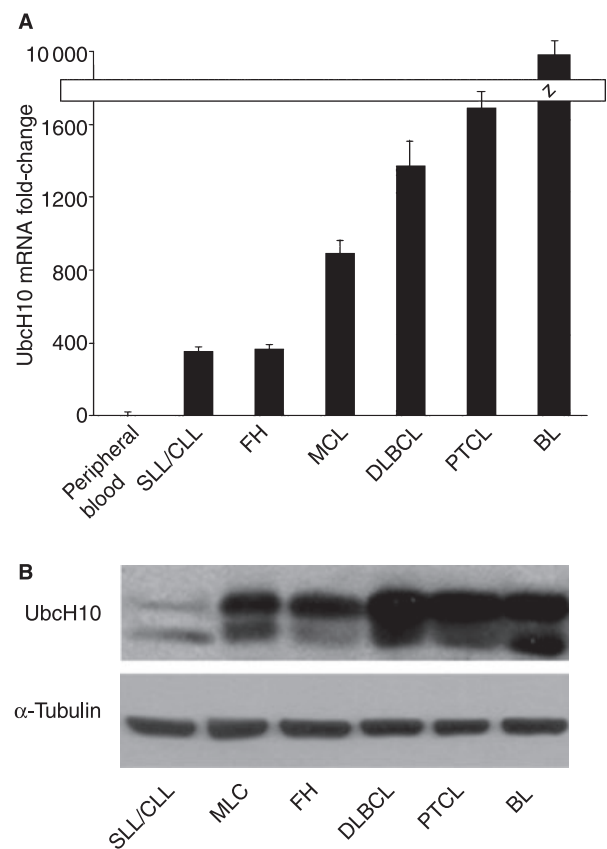 A
UbcH10 mRNA fold-change
10 000
1600
1200
800
400
0
Z
Peripheral
blood
SLL/CLL
FH
MCL
DLBCL
PTCL
BL
B
UbcH10
α-Tubulin
SLL/CLL
MLC
FH
DLBCL
PTCL
BL